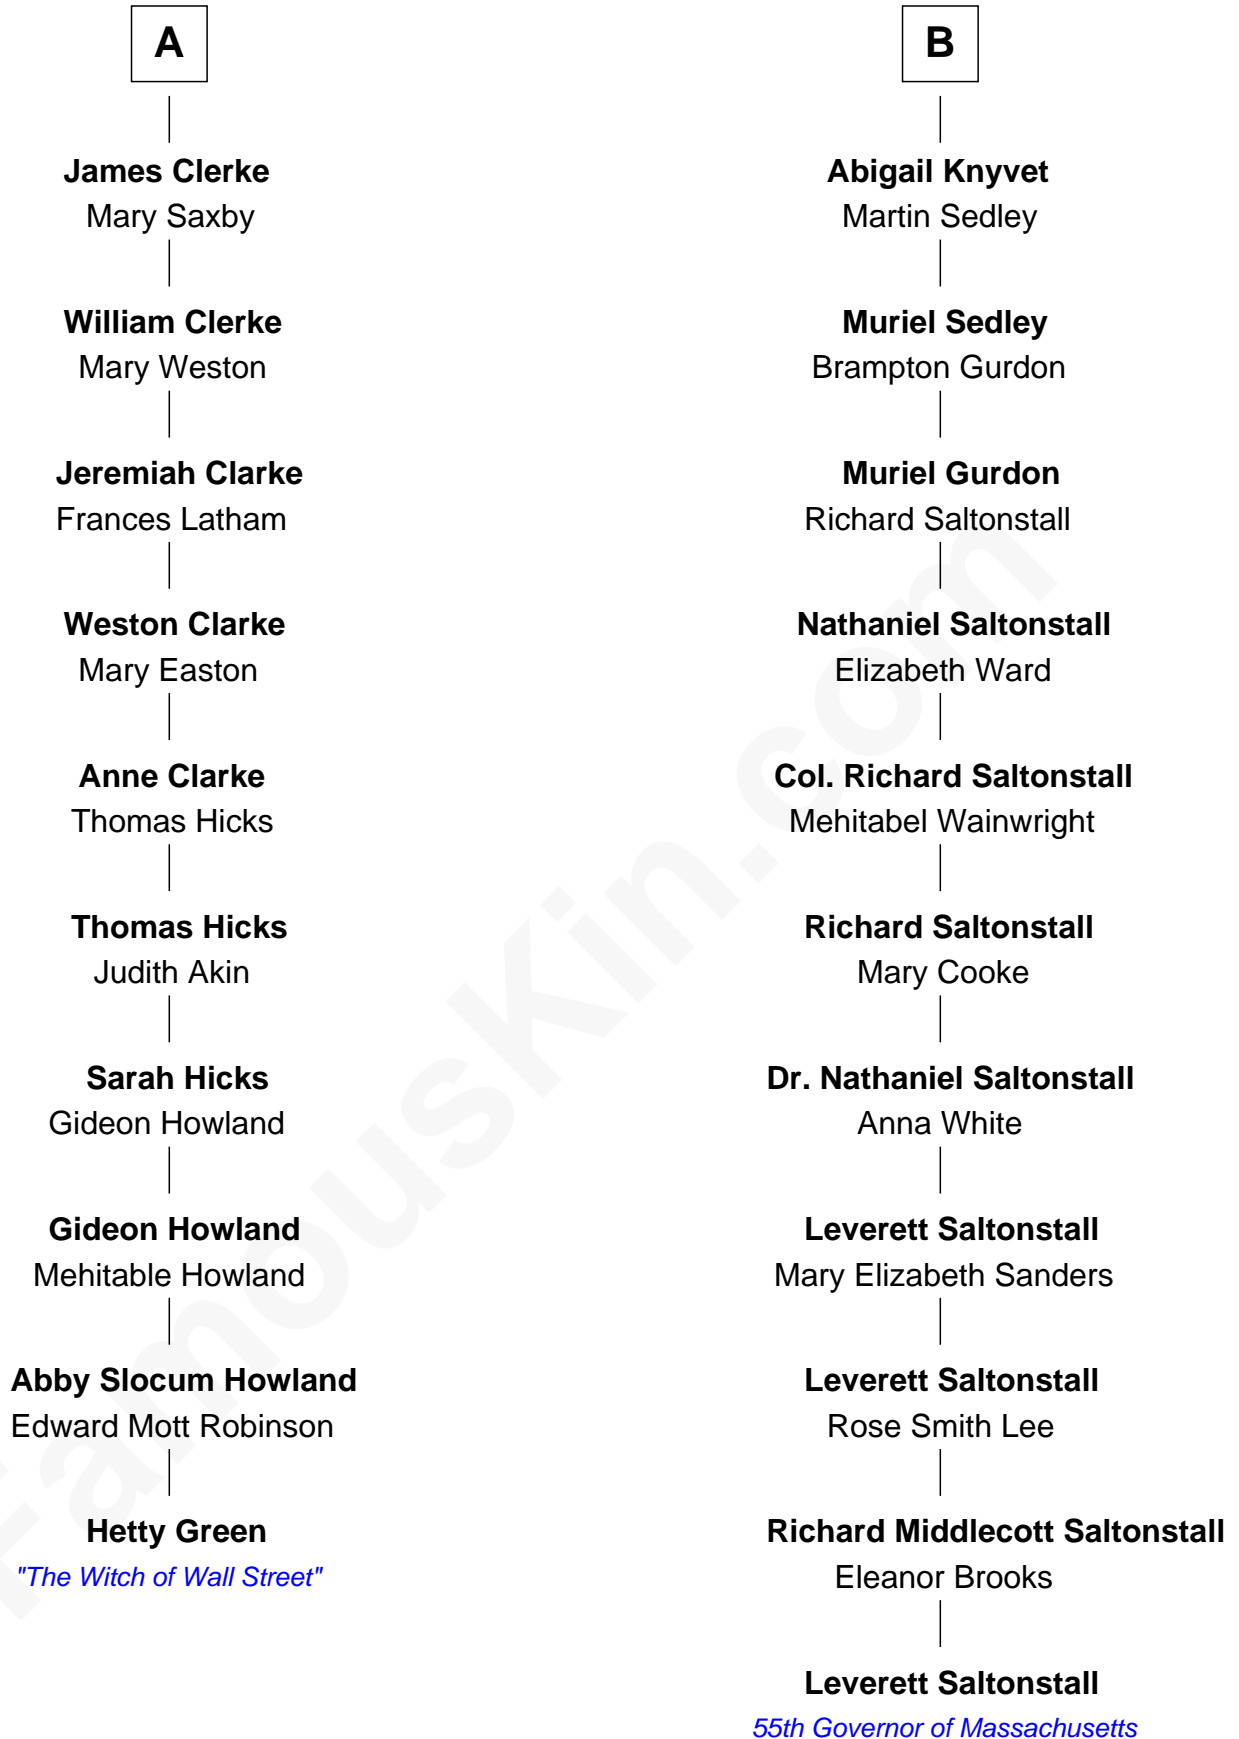 A
James Clerke
Mary Saxby
William Clerke
Mary Weston
Jeremiah Clarke
Frances Latham
Weston Clarke
Mary Easton
Anne Clarke
Thomas Hicks
Thomas Hicks
Judith Akin
Sarah Hicks
Gideon Howland
Gideon Howland
Mehitable Howland
Abby Slocum Howland
Edward Mott Robinson
Hetty Green
"The Witch of Wall Street"
B
Abigail Knyvet
Martin Sedley
Muriel Sedley
Brampton Gurdon
Muriel Gurdon
Richard Saltonstall
Nathaniel Saltonstall
Elizabeth Ward
Col. Richard Saltonstall
Mehitabel Wainwright
Richard Saltonstall
Mary Cooke
Dr. Nathaniel Saltonstall
Anna White
Leverett Saltonstall
Mary Elizabeth Sanders
Leverett Saltonstall
Rose Smith Lee
Richard Middlecott Saltonstall
Eleanor Brooks
Leverett Saltonstall
55th Governor of Massachusetts
FamousKin.com